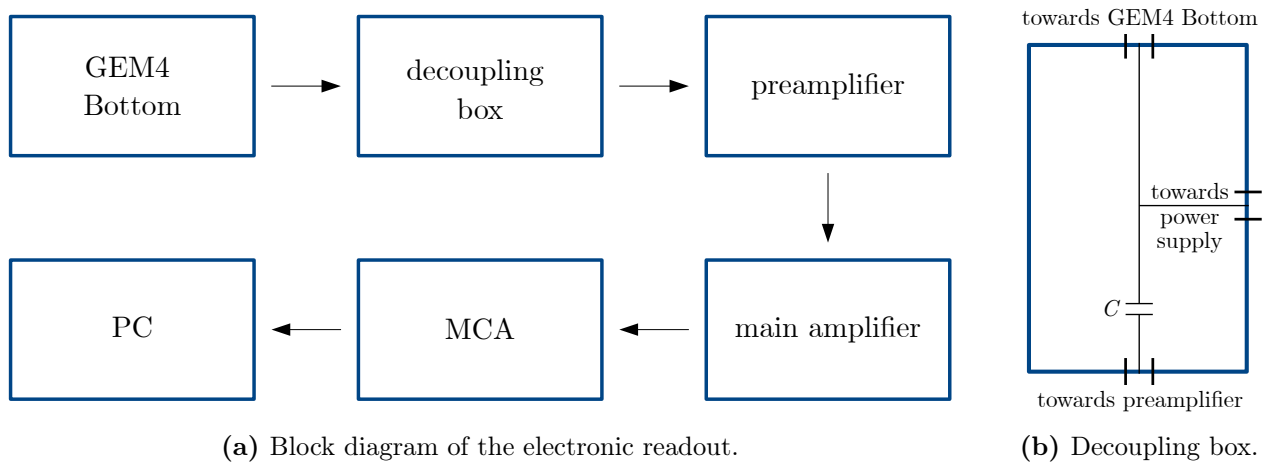 GEM4
Bottom
decoupling
box
preamplifier
PC
MCA
main amplifier
(a) Block diagram of the electronic readout.
towards GEM4 Bottom
towards
power
supply
C
towards preamplifier
(b) Decoupling box.